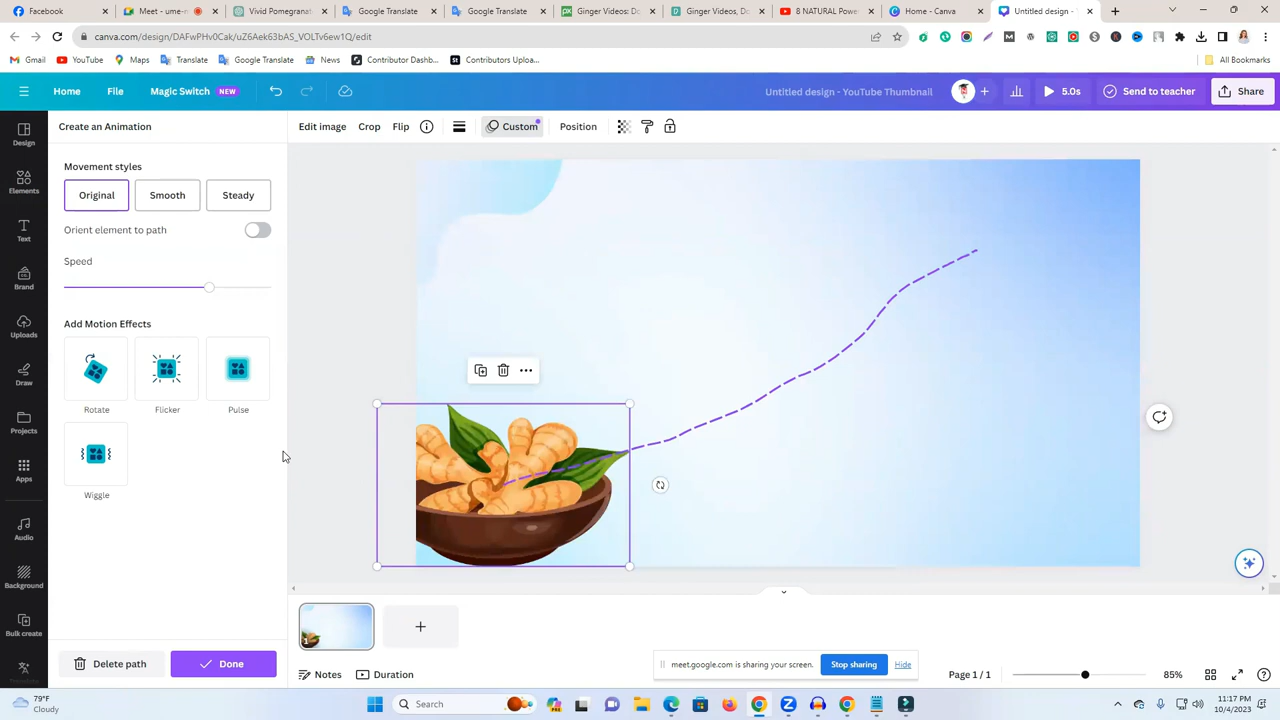 Facebook
Meet - ume-n
Vivid Pomegranat
Google Translate
Google Translate
Ginger Videos: Do
Ginger Videos, Do
8 NATURAL Power
Home - Canva
Untitled design -
canva.com/design/DAFwPHv0Cak/uZ6Aek63bAS_VOLTv6ew1Q/edit
Gmail
YouTube
Maps
Translate
Google Translate
News
Contributor Dashb...
Contributors Uploa...
All Bookmarks
Home
File
Magic Switch
NEW
Untitled design - YouTube Thumbnail
5.0s
Send to teacher
Share
Design
Elements
Text
Brand
Uploads
Draw
Projects
Apps
Audio
Background
Bulk create
Translate
Create an Animation
Movement styles
Original
Smooth
Steady
Orient element to path
Speed
Add Motion Effects
Rotate
Flicker
Pulse
Wiggle
Delete path
Done
Edit image
Crop
Flip
Custom
Position
1
Notes
Duration
meet.google.com is sharing your screen.
Stop sharing
Hide
Page 1 / 1
85%
79°F
Cloudy
Search
11:17 PM
10/4/2023